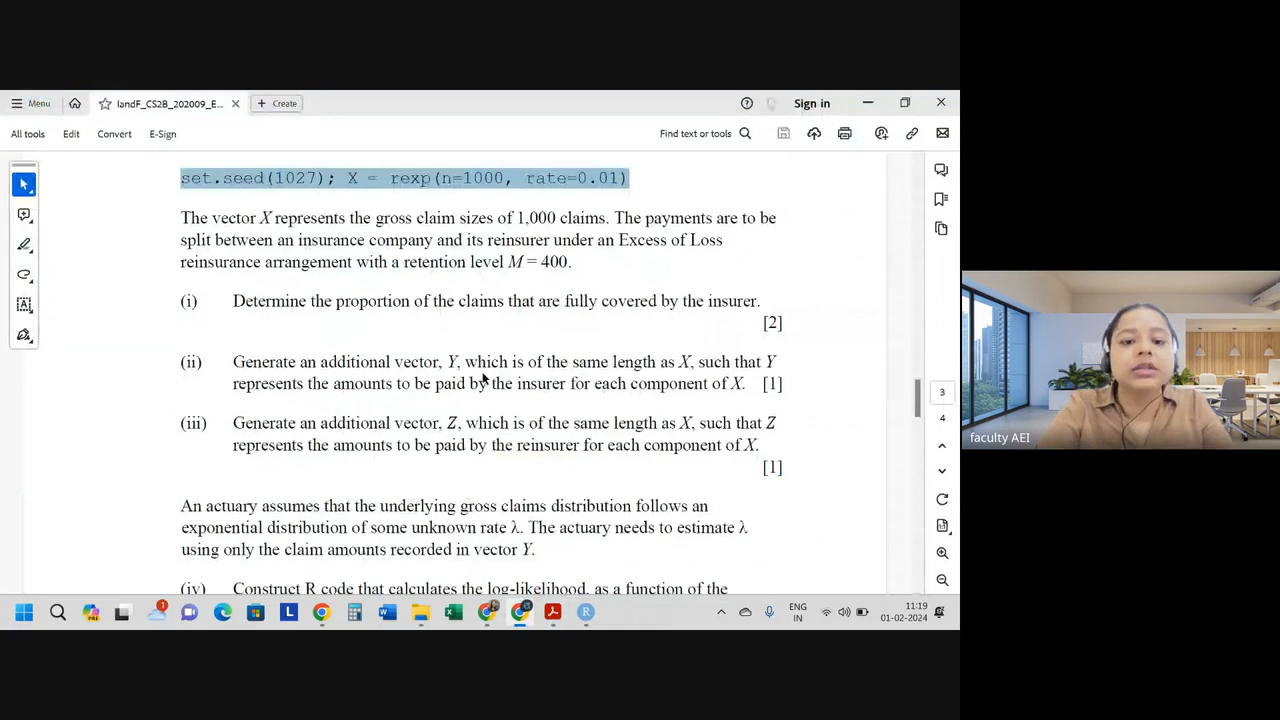 Menu
landF_CS2B_202009_E...
Create
Sign in
All tools
Edit
Convert
E-Sign
Find text or tools
set.seed(1027); X = rexp(n=1000, rate=0.01)
The vector X represents the gross claim sizes of 1,000 claims. The payments are to be
split between an insurance company and its reinsurer under an Excess of Loss
reinsurance arrangement with a retention level M = 400.
(i) Determine the proportion of the claims that are fully covered by the insurer.
[2]
(ii) Generate an additional vector, Y, which is of the same length as X, such that Y
represents the amounts to be paid by the insurer for each component of X. [1]
(iii) Generate an additional vector, Z, which is of the same length as X, such that Z
represents the amounts to be paid by the reinsurer for each component of X.
[1]
An actuary assumes that the underlying gross claims distribution follows an
exponential distribution of some unknown rate λ. The actuary needs to estimate λ
using only the claim amounts recorded in vector Y.
(iv) Construct R code that calculates the log-likelihood, as a function of the
3
4
faculty AEI
1
PRE
L
R
ENG
IN
11:19
01-02-2024